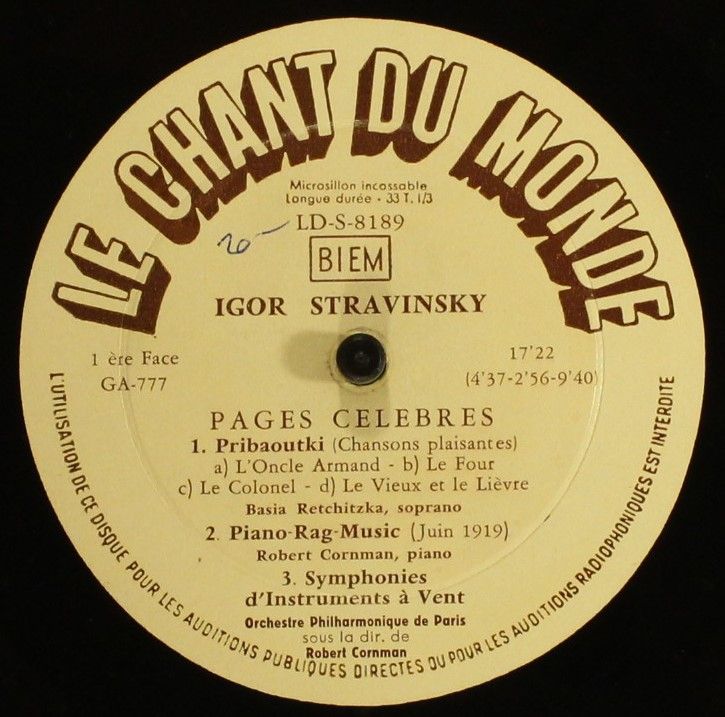 LE CHANT DU MONDE
Microsillon incassable
Longue durée - 33 T. 1/3
20-
LD-S-8189
BIEM
IGOR STRAVINSKY
1 ère Face
GA-777
17'22
(4'37-2'56-9'40)
PAGES CELEBRES
1. Pribaoutki (Chansons plaisantes)
a) L'Oncle Armand - b) Le Four
c) Le Colonel - d) Le Vieux et le Lièvre
Basia Retchitzka, soprano
2. Piano-Rag-Music (Juin 1919)
Robert Cornman, piano
3. Symphonies
d'Instruments à Vent
Orchestre Philharmonique de Paris
sous la dir. de
Robert Cornman
L'UTILISATION DE CE DISQUE POUR LES AUDITIONS PUBLIQUES DIRECTES OU POUR LES AUDITIONS RADIOPHONIQUES EST INTERDITE